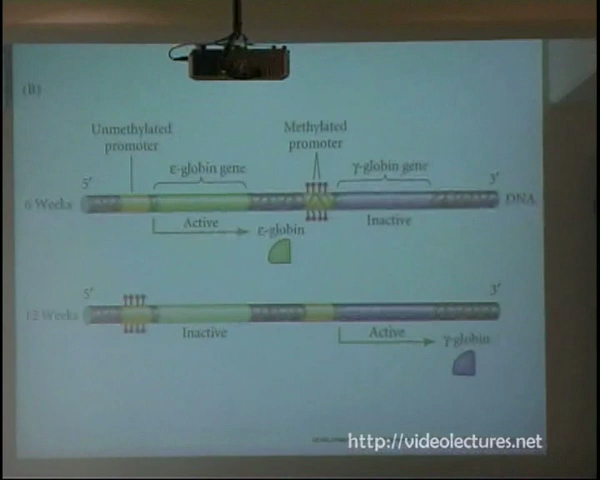 (B)
Unmethylated
promoter
Methylated
promoter
ε-globin gene
γ-globin gene
5′
3′
6 Weeks
DNA
Active
ε-globin
Inactive
5′
3′
12 Weeks
Inactive
Active
γ-globin
http://videolectures.net